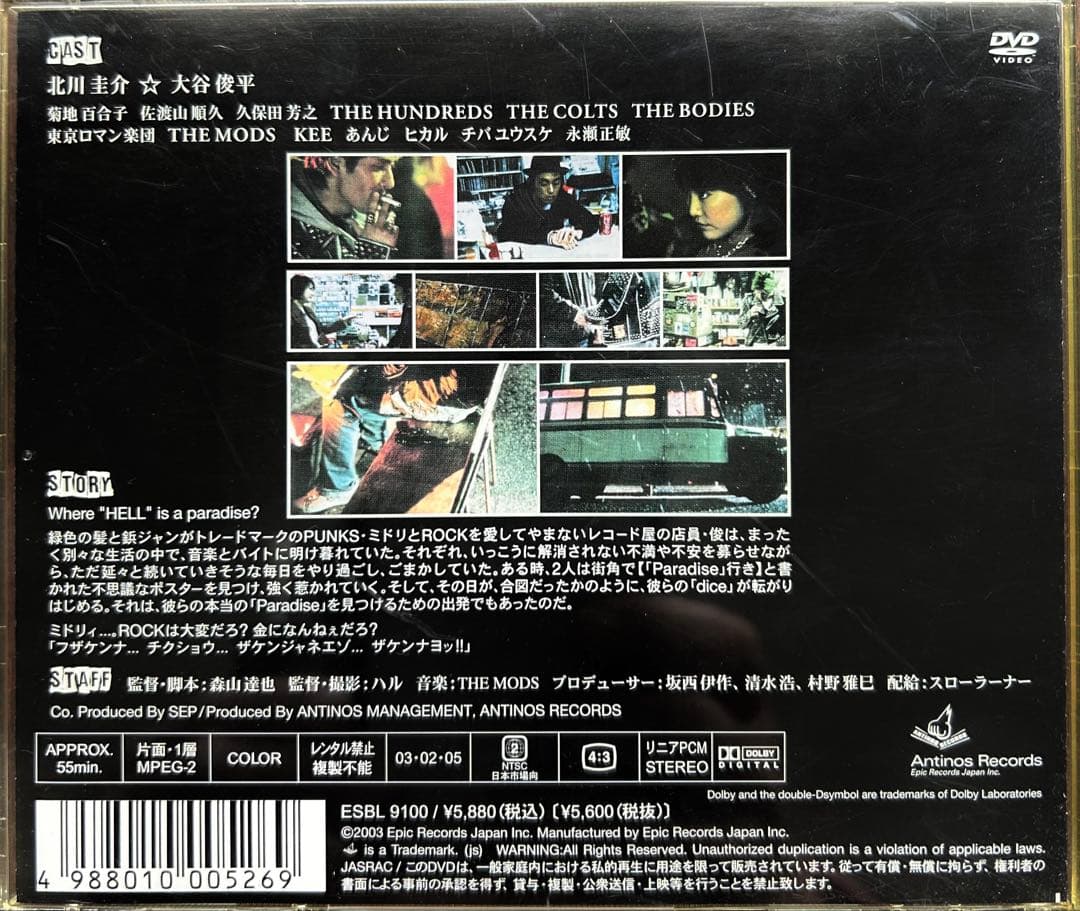 CAST
DVD
VIDEO
北川 圭介 ☆ 大谷 俊平
菊地 百合子 佐渡山 順久 久保田 芳之 THE HUNDREDS THE COLTS THE BODIES
東京ロマン楽団 THE MODS KEE あんじ ヒカル チバ ユウスケ 永瀬 正敏
STORY
Where "HELL" is a paradise?
緑色の髪と鋲ジャンがトレードマークのPUNKS・ミドリとROCKを愛してやまないレコード屋の店員・俊は、まった
く別々な生活の中で、音楽とバイトに明け暮れていた。それぞれ、いっこうに解消されない不満や不安を募らせなが
ら、ただ延々と続いていきそうな毎日をやり過ごし、ごまかしていた。ある時、2人は街角で【「Paradise」行き】と書
かれた不思議なポスターを見つけ、強く惹かれていく。そして、その日が、合図だったかのように、彼らの「dice」が転がり
はじめる。それは、彼らの本当の「Paradise」を見つけるための出発でもあったのだ。
ミドリィ...。ROCKは大変だろ? 金になんねぇだろ?
「フザケンナ... チクショウ... ザケンジャネエゾ... ザケンナヨッ!!」
STAFF
監督・脚本：森山 達也 監督・撮影：ハル 音楽：THE MODS プロデューサー：坂西 伊作、清水 浩、村野 雅巳 配給：スローラーナー
Co. Produced By SEP/Produced By ANTINOS MANAGEMENT, ANTINOS RECORDS
APPROX.
55min.
片面・1層
MPEG-2
COLOR
レンタル禁止
複製不能
03・02・05
2
NTSC
日本市場向
4:3
リニアPCM
STEREO
DOLBY
DIGITAL
ANTINOS RECORDS
Antinos Records
Epic Records Japan Inc.
Dolby and the double-Dsymbol are trademarks of Dolby Laboratories
ESBL 9100 / ¥5,880（税込）〔¥5,600（税抜）〕
©2003 Epic Records Japan Inc. Manufactured by Epic Records Japan Inc.
is a Trademark. (js) WARNING:All Rights Reserved. Unauthorized duplication is a violation of applicable laws.
JASRAC / このDVDは、一般家庭内における私的再生に用途を限って販売されています。従って有償・無償に拘らず、権利者の
書面による事前の承認を得ず、貸与・複製・公衆送信・上映等を行うことを禁止致します。
4 988010 005269